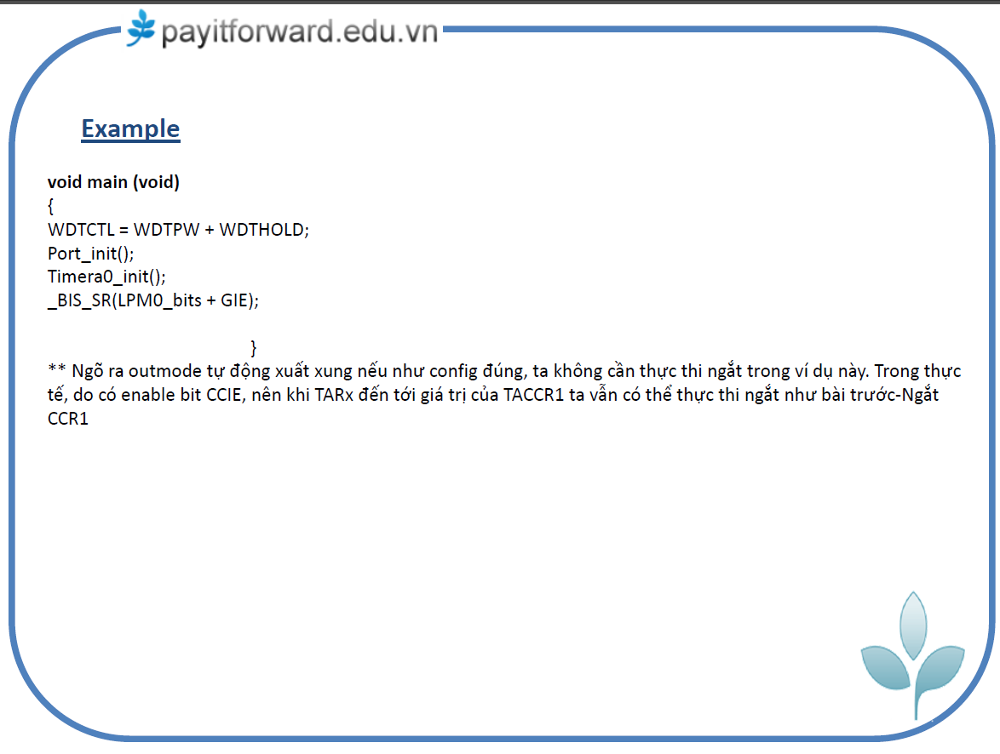 payitforward.edu.vn
Example
void main (void)
{
WDTCTL = WDTPW + WDTHOLD;
Port_init();
Timera0_init();
_BIS_SR(LPM0_bits + GIE);
}
** Ngõ ra outmode tự động xuất xung nếu như config đúng, ta không cần thực thi ngắt trong ví dụ này. Trong thực
tế, do có enable bit CCIE, nên khi TARx đến tới giá trị của TACCR1 ta vẫn có thể thực thi ngắt như bài trước-Ngắt
CCR1